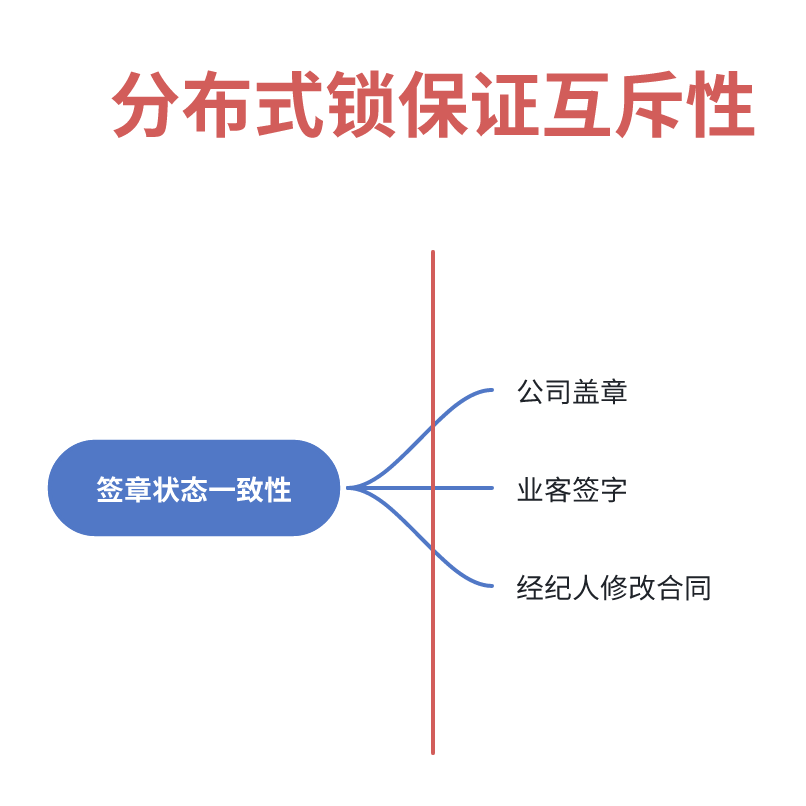 分布式锁保证互斥性
公司盖章
签章状态一致性
业客签字
经纪人修改合同